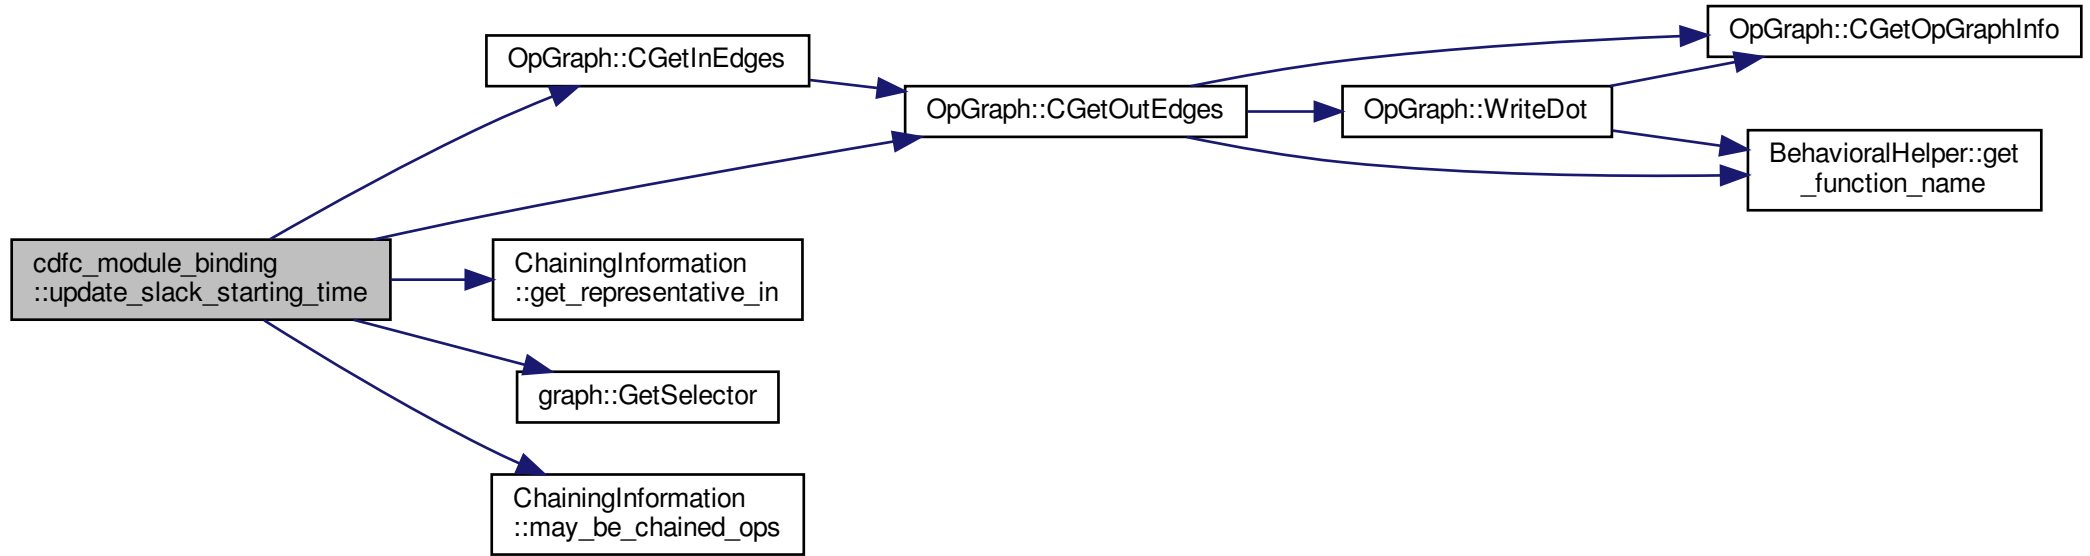 cdfc_module_binding
::update_slack_starting_time
OpGraph::CGetInEdges
OpGraph::CGetOutEdges
OpGraph::CGetOpGraphInfo
OpGraph::WriteDot
BehavioralHelper::get
_function_name
ChainingInformation
::get_representative_in
graph::GetSelector
ChainingInformation
::may_be_chained_ops